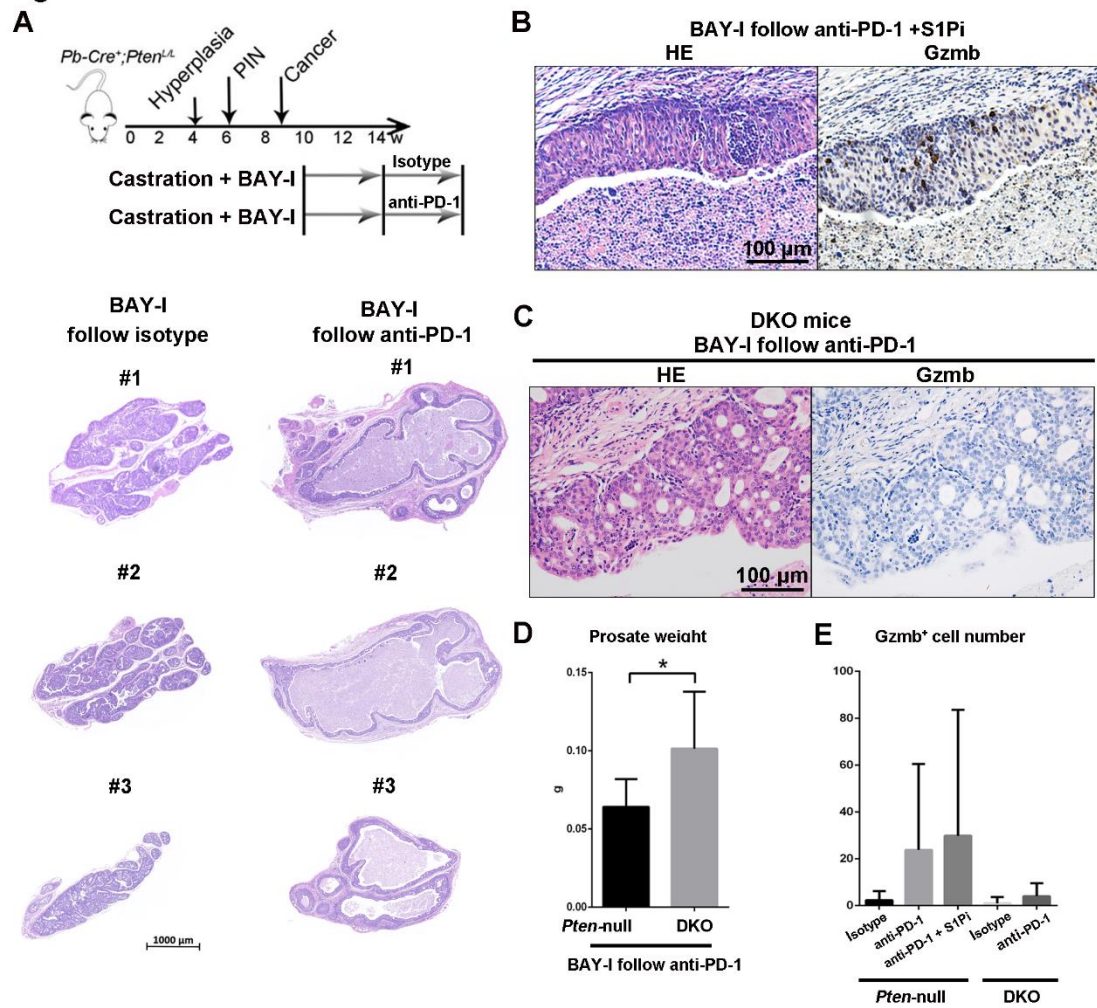 A
Pb-Cre+;PtenL/L
Hyperplasia
PIN
Cancer
0 2 4 6 8 10 12 14 w
Castration + BAY-I
Isotype
Castration + BAY-I
anti-PD-1
BAY-I
follow isotype
BAY-I
follow anti-PD-1
#1
#1
#2
#2
#3
#3
1000 µm
B
BAY-I follow anti-PD-1 +S1Pi
HE
Gzmb
100 µm
C
DKO mice
BAY-I follow anti-PD-1
HE
Gzmb
100 µm
D
Prosate weight
*
0.15
0.10
0.05
0.00
g
Pten-null
DKO
BAY-I follow anti-PD-1
E
Gzmb+ cell number
100
80
60
40
20
0
Isotype
anti-PD-1
anti-PD-1 + S1Pi
Isotype
anti-PD-1
Pten-null
DKO